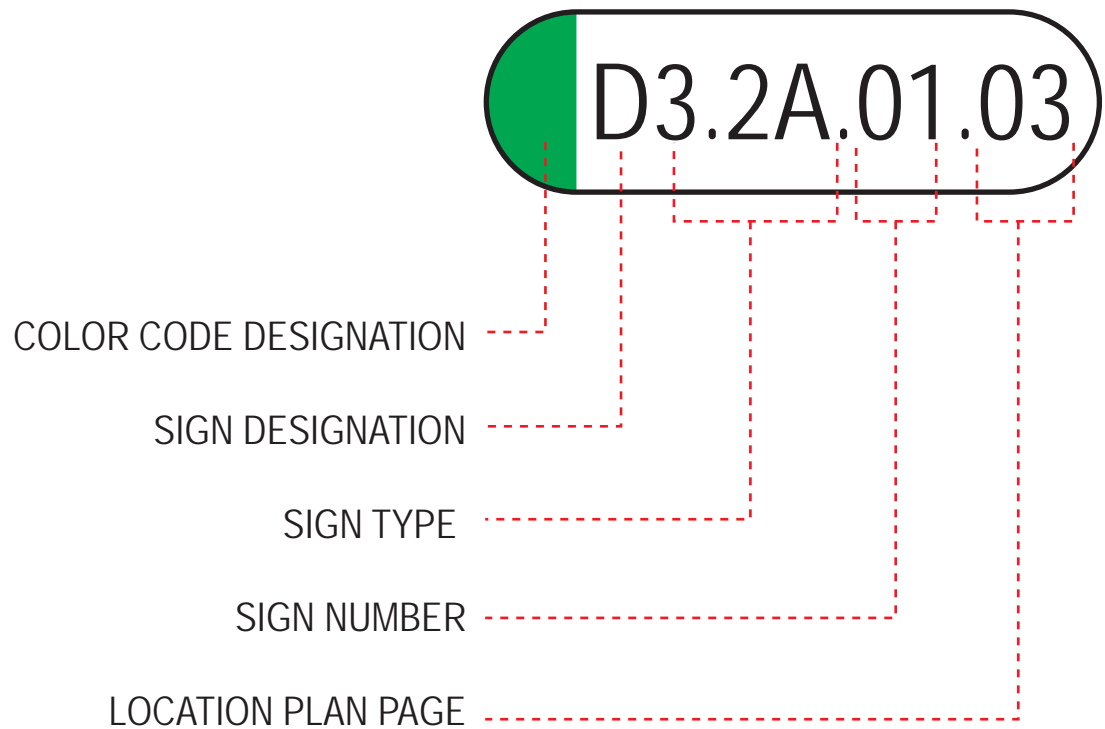 D3.2A.01.03
COLOR CODE DESIGNATION
SIGN DESIGNATION
SIGN TYPE
SIGN NUMBER
LOCATION PLAN PAGE